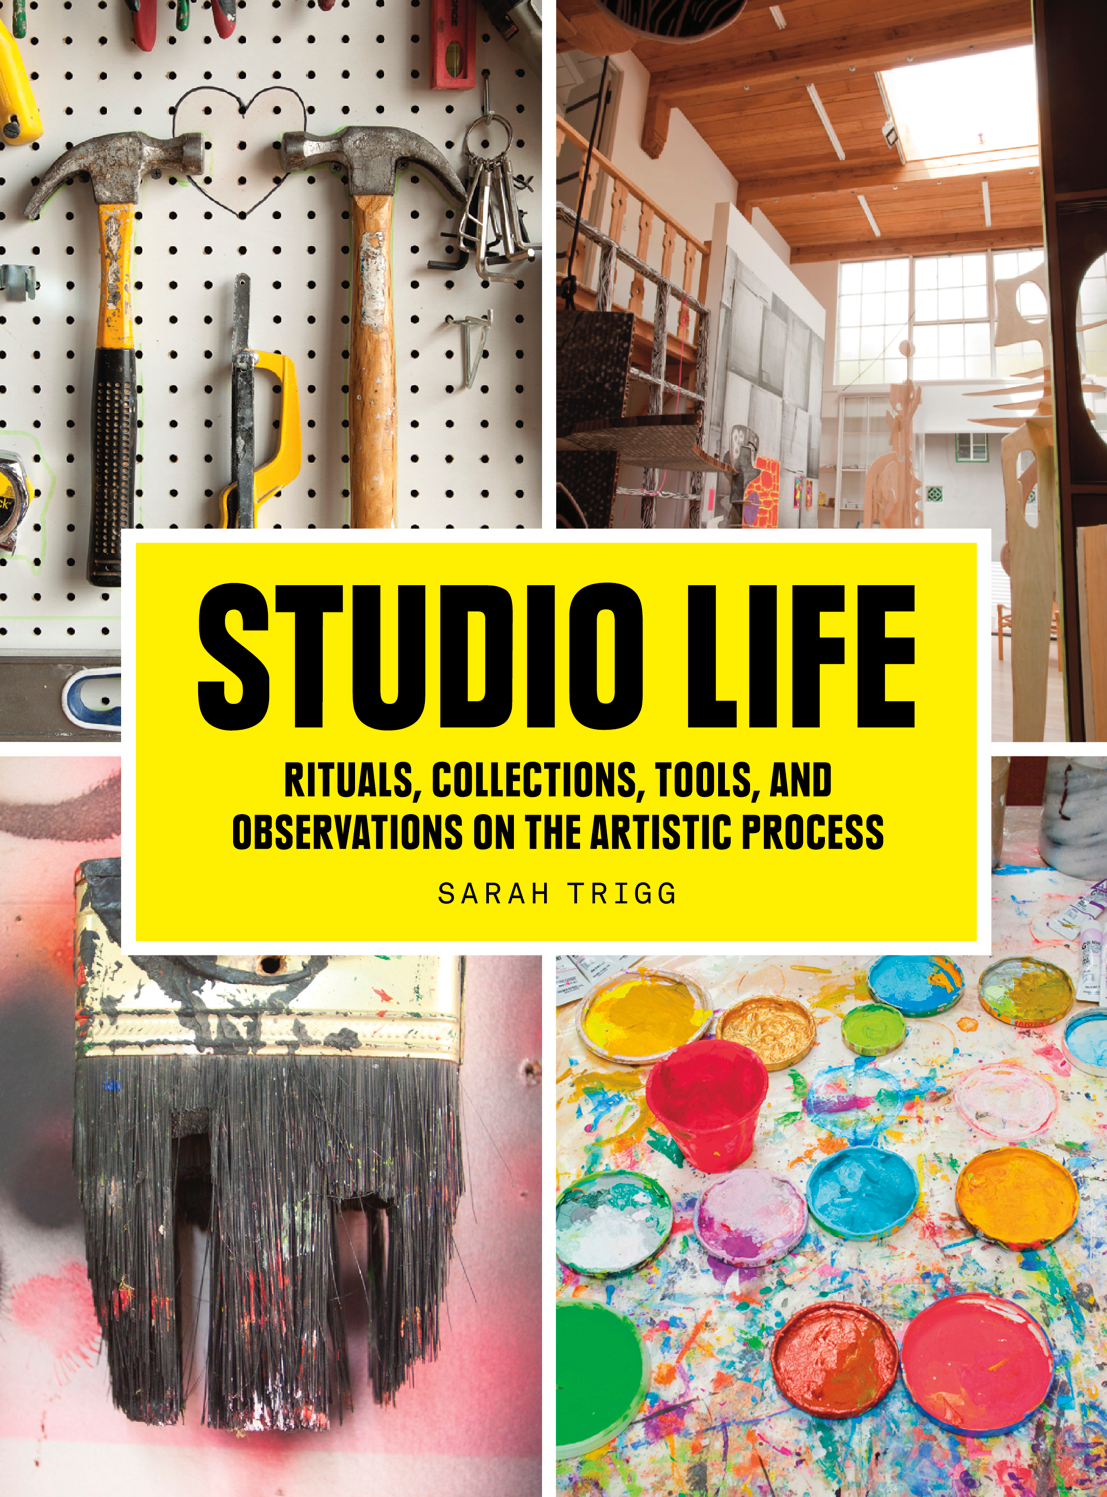 STUDIO LIFE
RITUALS, COLLECTIONS, TOOLS, AND
OBSERVATIONS ON THE ARTISTIC PROCESS
SARAH TRIGG